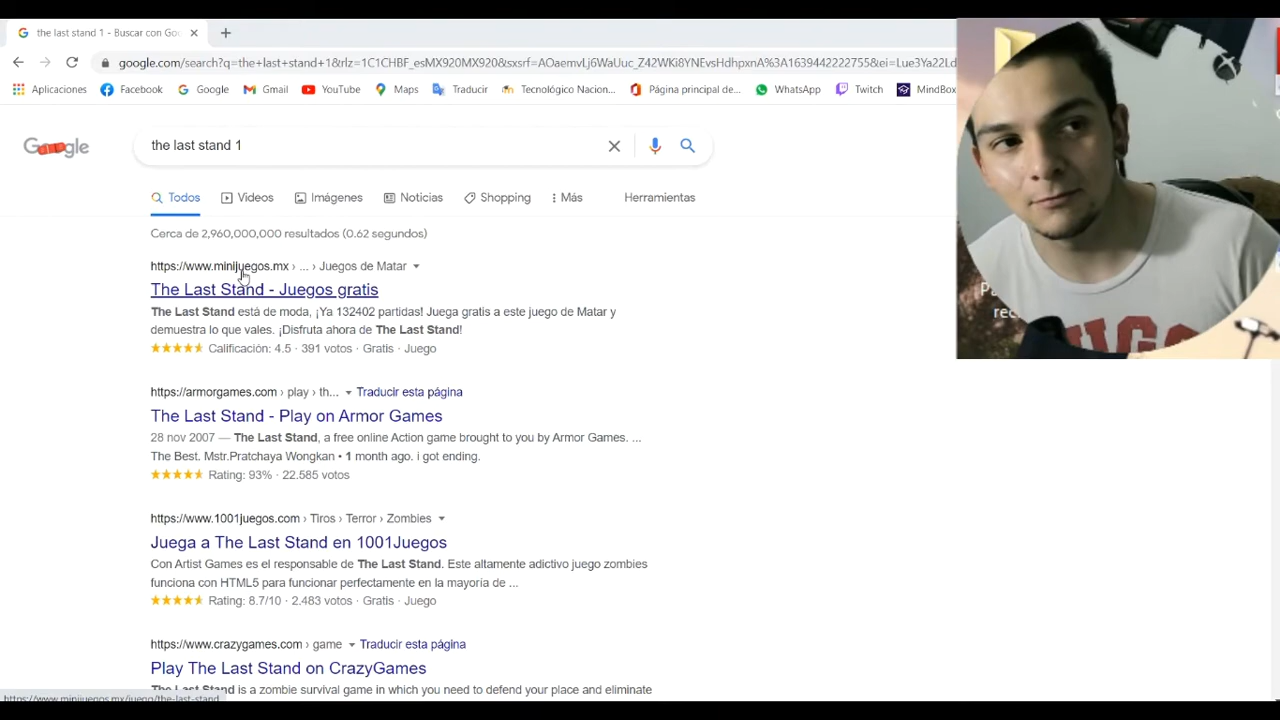 the last stand 1 - Buscar con Goo
google.com/search?q=the+last+stand+1&rlz=1C1CHBF_esMX920MX920&sxsrf=AOaemvLj6WaUuc_Z42WKi8YNEvsHdhpxnA%3A1639442222755&ei=Lue3Ya22Ld
Aplicaciones Facebook Google Gmail YouTube Maps Traducir Tecnológico Nacion... Página principal de... WhatsApp Twitch MindBox
Google
the last stand 1
Todos Videos Imágenes Noticias Shopping Más Herramientas
Cerca de 2,960,000,000 resultados (0.62 segundos)
https://www.minijuegos.mx › ... › Juegos de Matar
The Last Stand - Juegos gratis
The Last Stand está de moda, ¡Ya 132402 partidas! Juega gratis a este juego de Matar y
demuestra lo que vales. ¡Disfruta ahora de The Last Stand!
Calificación: 4.5 · 391 votos · Gratis · Juego
https://armorgames.com › play › th... Traducir esta página
The Last Stand - Play on Armor Games
28 nov 2007 — The Last Stand, a free online Action game brought to you by Armor Games. ...
The Best. Mstr.Pratchaya Wongkan • 1 month ago. i got ending.
Rating: 93% · 22.585 votos
https://www.1001juegos.com › Tiros › Terror › Zombies
Juega a The Last Stand en 1001Juegos
Con Artist Games es el responsable de The Last Stand. Este altamente adictivo juego zombies
funciona con HTML5 para funcionar perfectamente en la mayoría de ...
Rating: 8.7/10 · 2.483 votos · Gratis · Juego
https://www.crazygames.com › game Traducir esta página
Play The Last Stand on CrazyGames
The Last Stand is a zombie survival game in which you need to defend your place and eliminate
https://www.minijuegos.mx/juego/the-last-stand